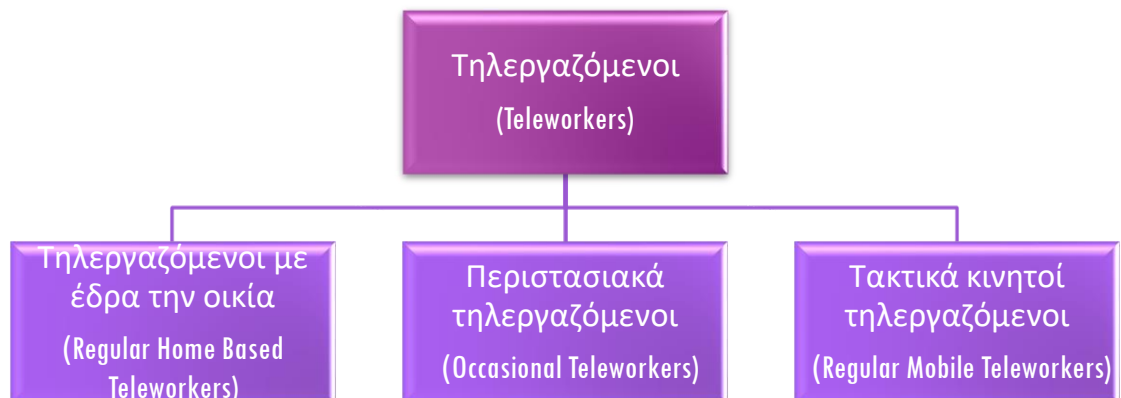 Τηλεργαζόμενοι
(Teleworkers)
Τηλεργαζόμενοι με
έδρα την οικία
(Regular Home Based
Teleworkers)
Περιστασιακά
τηλεργαζόμενοι
(Occasional Teleworkers)
Τακτικά κινητοί
τηλεργαζόμενοι
(Regular Mobile Teleworkers)